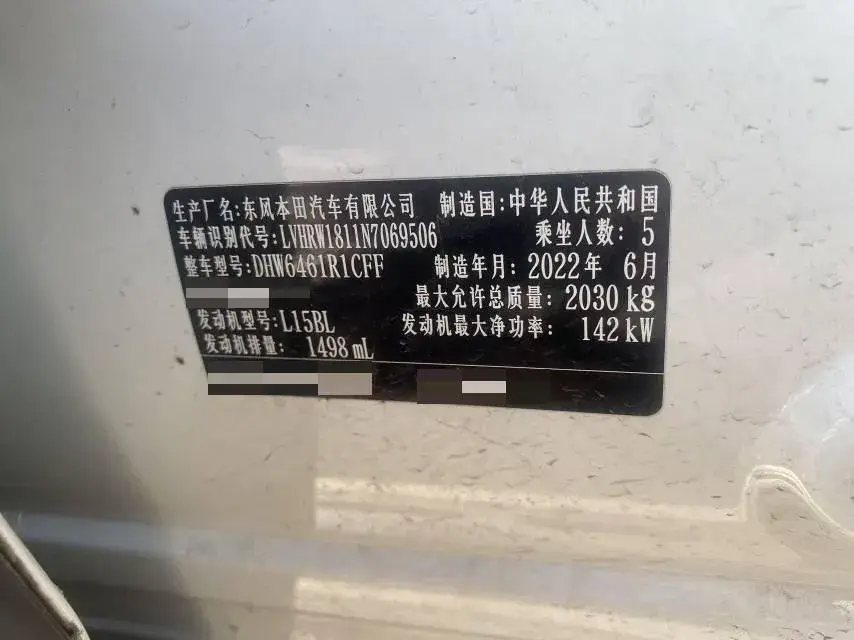 生产厂名:东风本田汽车有限公司 制造国:中华人民共和国
车辆识别代号:LVHRW1811N7069506 乘坐人数: 5
整车型号:DHW6461R1CFF 制造年月:2022年 6月
最大允许总质量: 2030 kg
发动机型号:L15BL 发动机最大净功率: 142 kW
发动机排量: 1498 mL